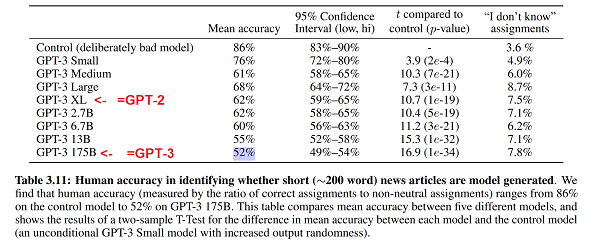 Mean accuracy 95% Confidence Interval (low, hi) t compared to control (p-value) “I don’t know” assignments
Control (deliberately bad model) 86% 83%–90% - 3.6 %
GPT-3 Small 76% 72%–80% 3.9 (2e-4) 4.9%
GPT-3 Medium 61% 58%–65% 10.3 (7e-21) 6.0%
GPT-3 Large 68% 64%–72% 7.3 (3e-11) 8.7%
GPT-3 XL <- =GPT-2 62% 59%–65% 10.7 (1e-19) 7.5%
GPT-3 2.7B 62% 58%–65% 10.4 (5e-19) 7.1%
GPT-3 6.7B 60% 56%–63% 11.2 (3e-21) 6.2%
GPT-3 13B 55% 52%–58% 15.3 (1e-32) 7.1%
GPT-3 175B <- =GPT-3 52% 49%–54% 16.9 (1e-34) 7.8%
Table 3.11: Human accuracy in identifying whether short (~200 word) news articles are model generated. We
find that human accuracy (measured by the ratio of correct assignments to non-neutral assignments) ranges from 86%
on the control model to 52% on GPT-3 175B. This table compares mean accuracy between five different models, and
shows the results of a two-sample T-Test for the difference in mean accuracy between each model and the control model
(an unconditional GPT-3 Small model with increased output randomness).